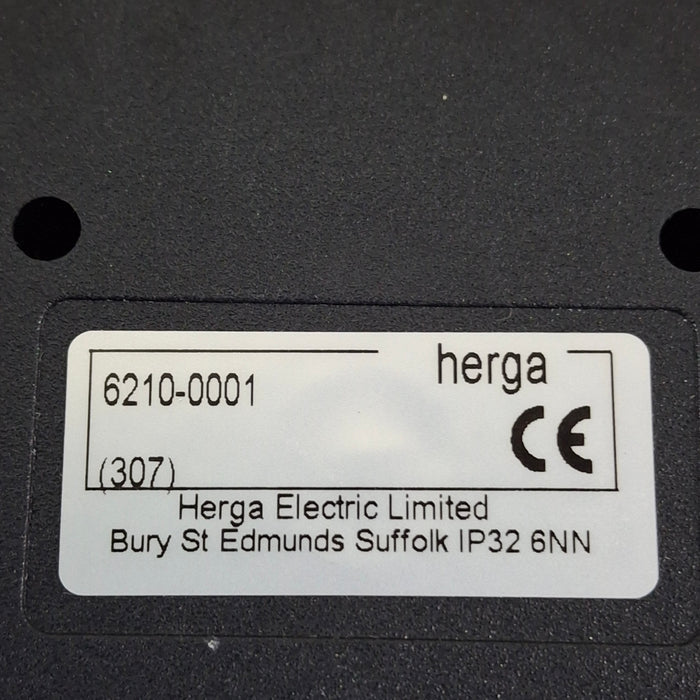 herga
6210-0001
CE
(307)
Herga Electric Limited
Bury St Edmunds Suffolk IP32 6NN